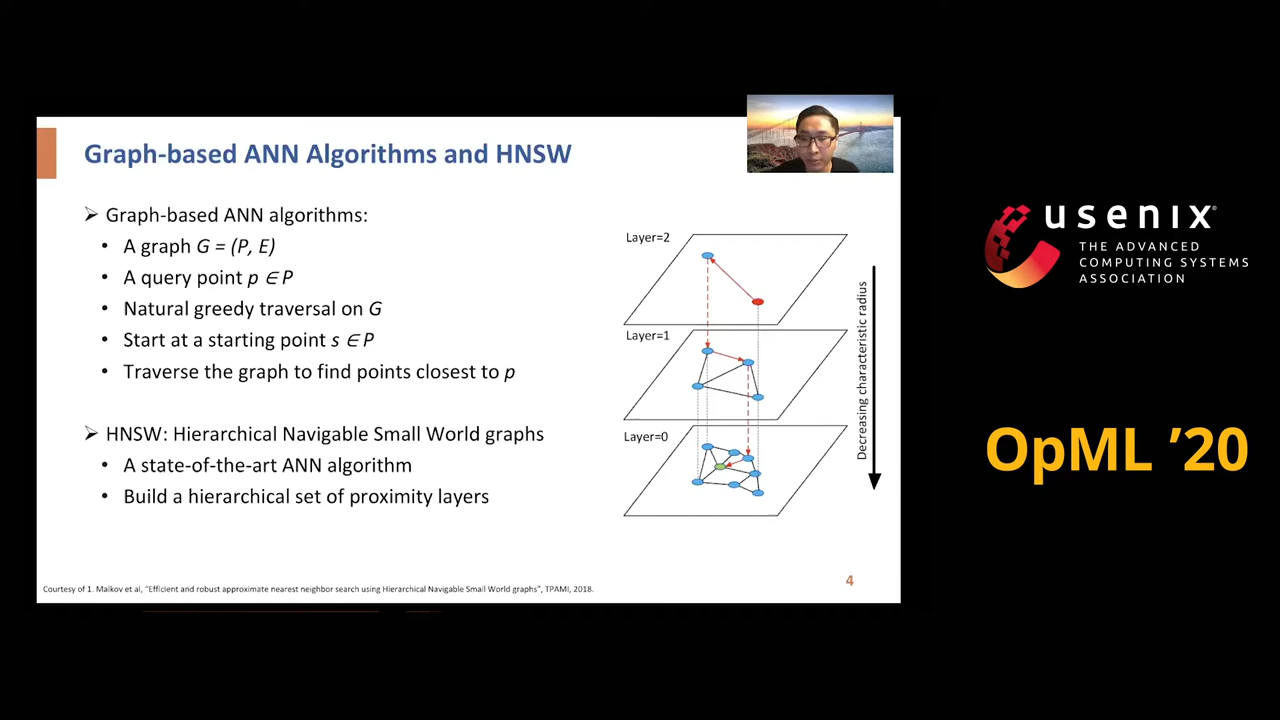 Graph-based ANN Algorithms and HNSW
➢ Graph-based ANN algorithms:
• A graph G = (P, E)
• A query point p ∈ P
• Natural greedy traversal on G
• Start at a starting point s ∈ P
• Traverse the graph to find points closest to p
➢ HNSW: Hierarchical Navigable Small World graphs
• A state-of-the-art ANN algorithm
• Build a hierarchical set of proximity layers
Layer=2
Layer=1
Layer=0
Decreasing characteristic radius
Courtesy of 1. Malkov et al, "Efficient and robust approximate nearest neighbor search using Hierarchical Navigable Small World graphs", TPAMI, 2018.
4
usenix®
THE ADVANCED
COMPUTING SYSTEMS
ASSOCIATION
OpML ’20